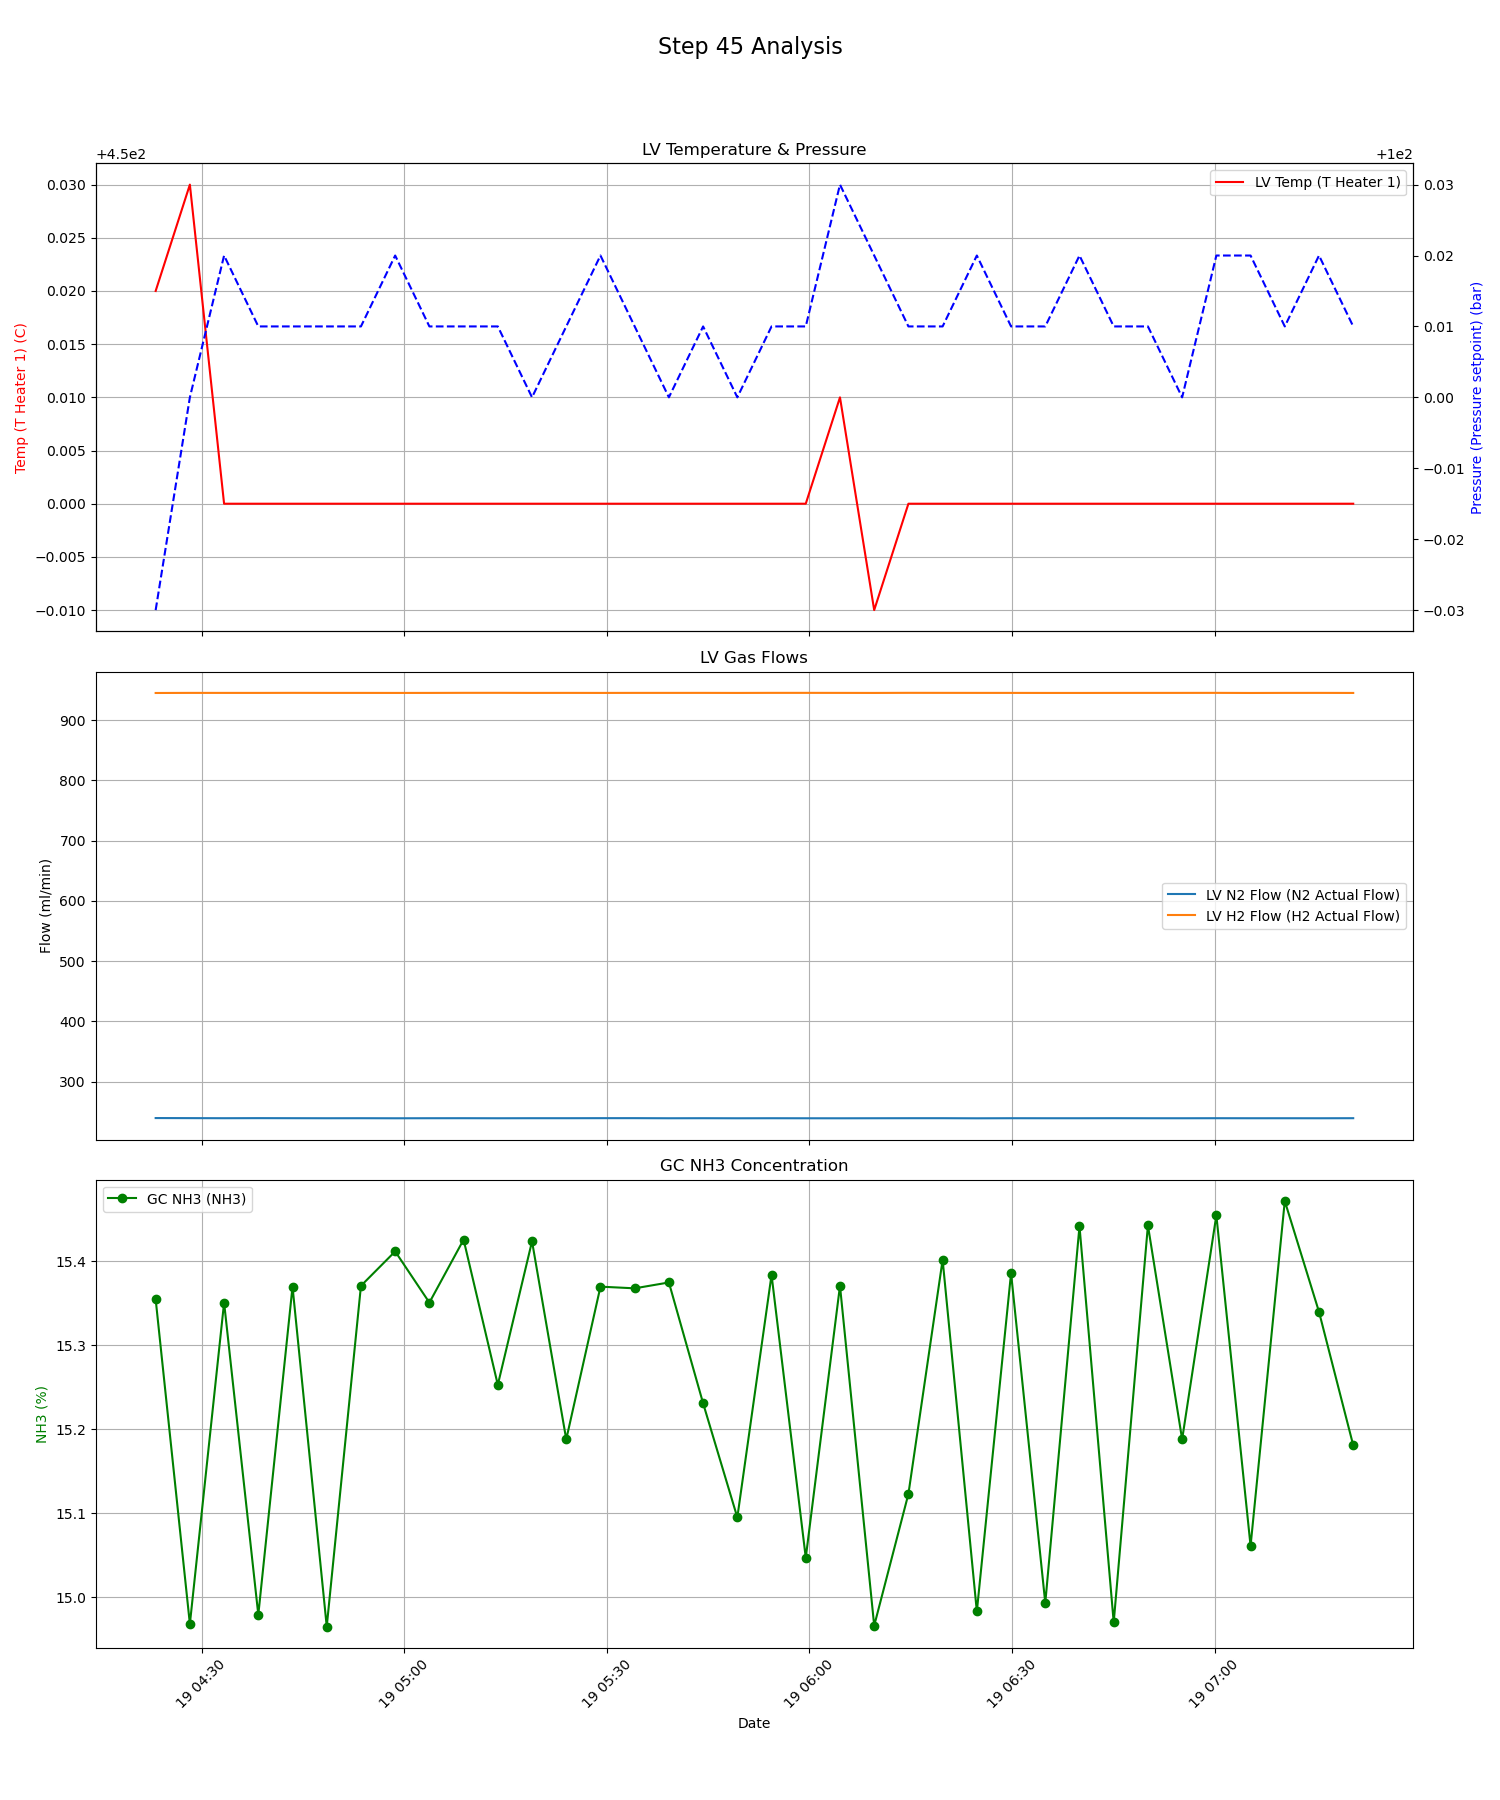 Step 45 Analysis
LV Temperature & Pressure
+4.5e2
+1e2
LV Temp (T Heater 1)
Temp (T Heater 1) (C)
0.030
0.025
0.020
0.015
0.010
0.005
0.000
−0.005
−0.010
0.03
0.02
0.01
0.00
−0.01
−0.02
−0.03
Pressure (Pressure setpoint) (bar)
LV Gas Flows
Flow (ml/min)
900
800
700
600
500
400
300
LV N2 Flow (N2 Actual Flow)
LV H2 Flow (H2 Actual Flow)
GC NH3 Concentration
GC NH3 (NH3)
NH3 (%)
15.4
15.3
15.2
15.1
15.0
19 04:30
19 05:00
19 05:30
19 06:00
19 06:30
19 07:00
Date